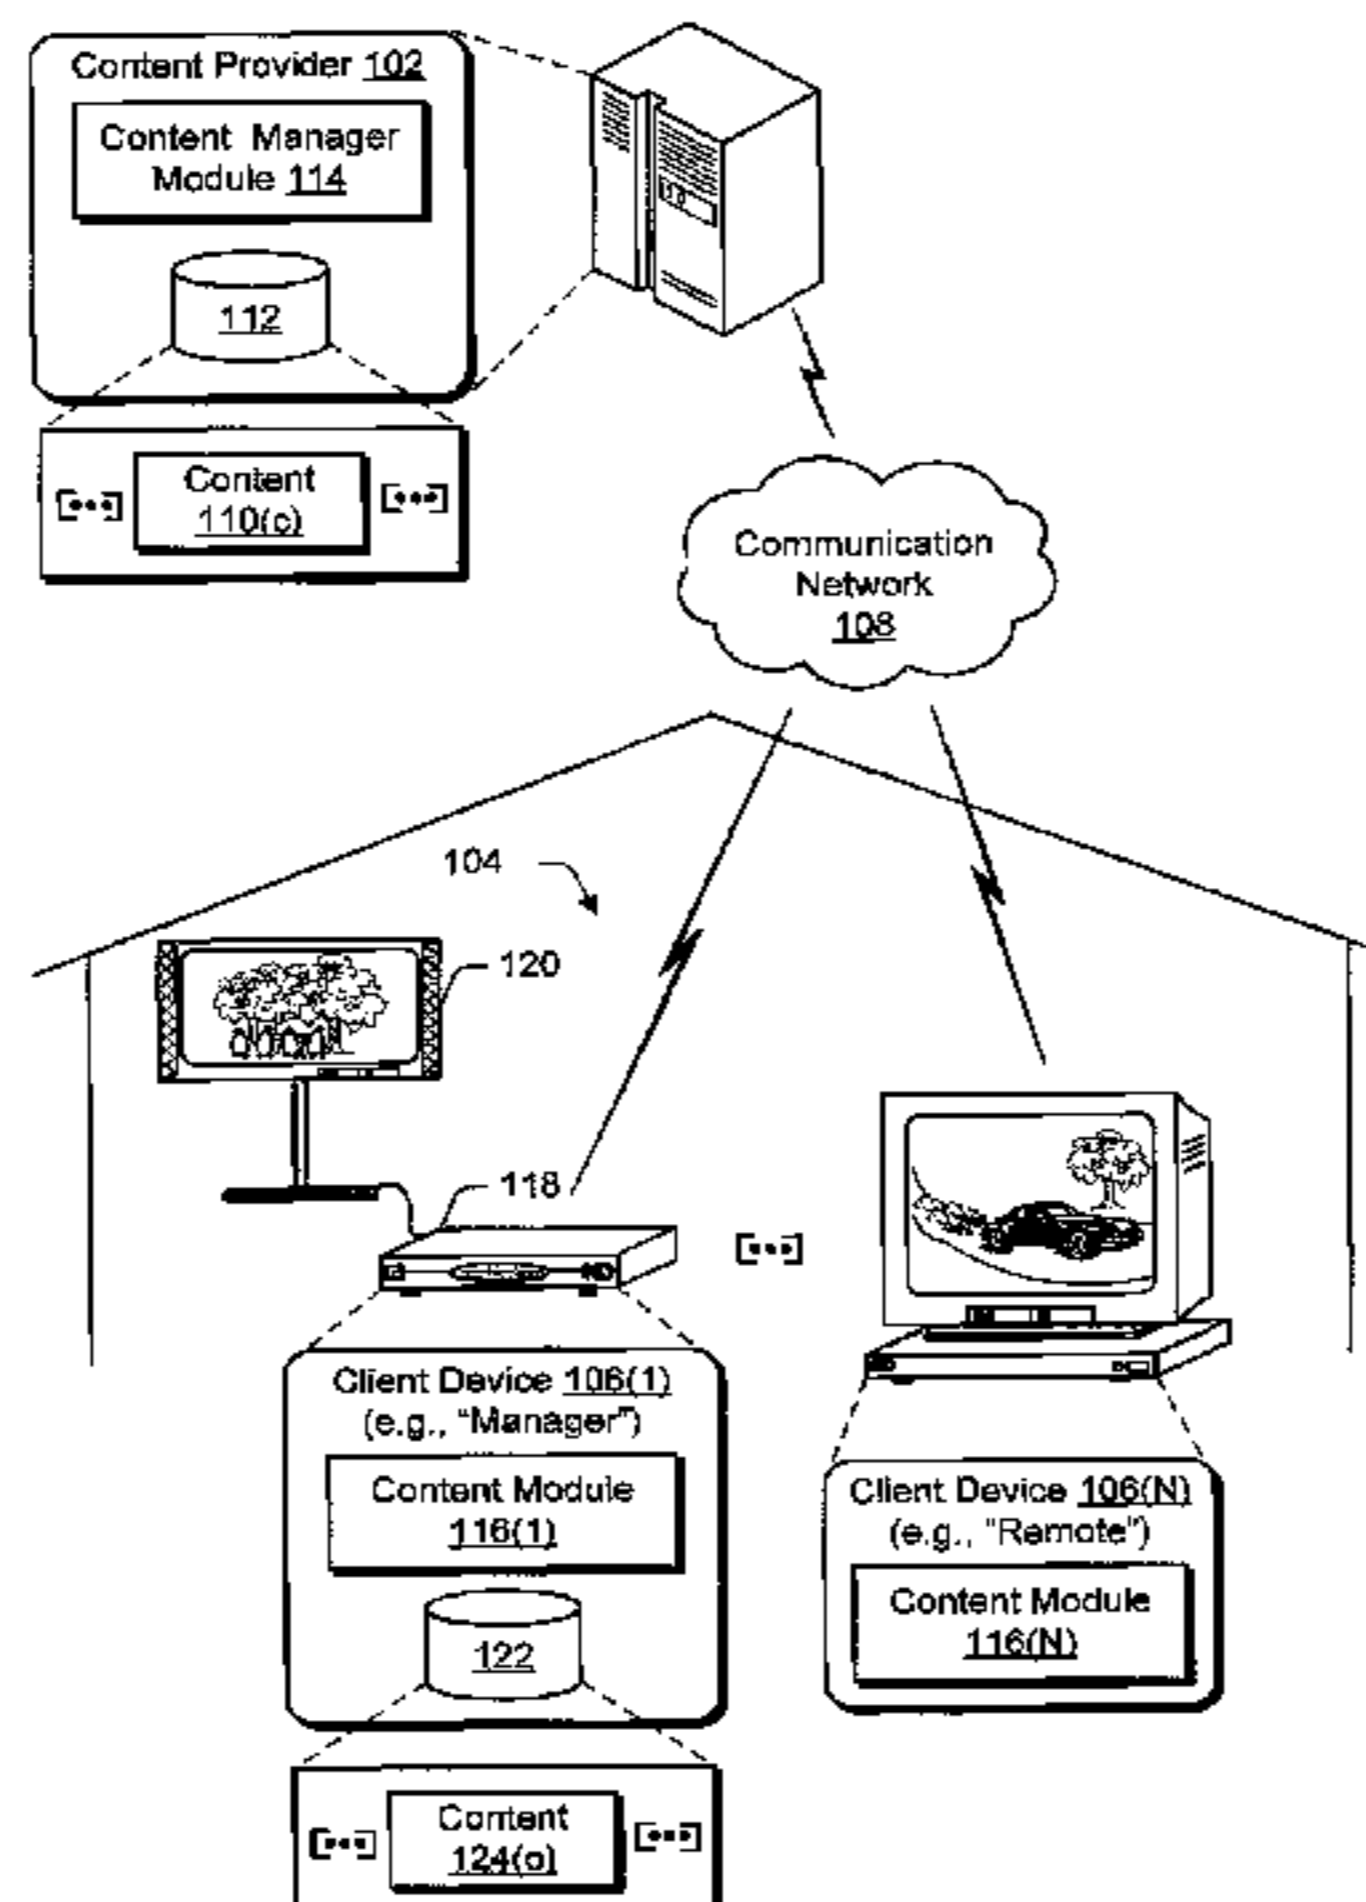 Content Provider 102
Content Manager
Module 114
112
Content
110(c)
[•••]
[•••]
Communication
Network
108
104
120
118
[•••]
Client Device 106(1)
(e.g., “Manager”)
Content Module
116(1)
122
Client Device 106(N)
(e.g., “Remote”)
Content Module
116(N)
[•••]
Content
124(o)
[•••]